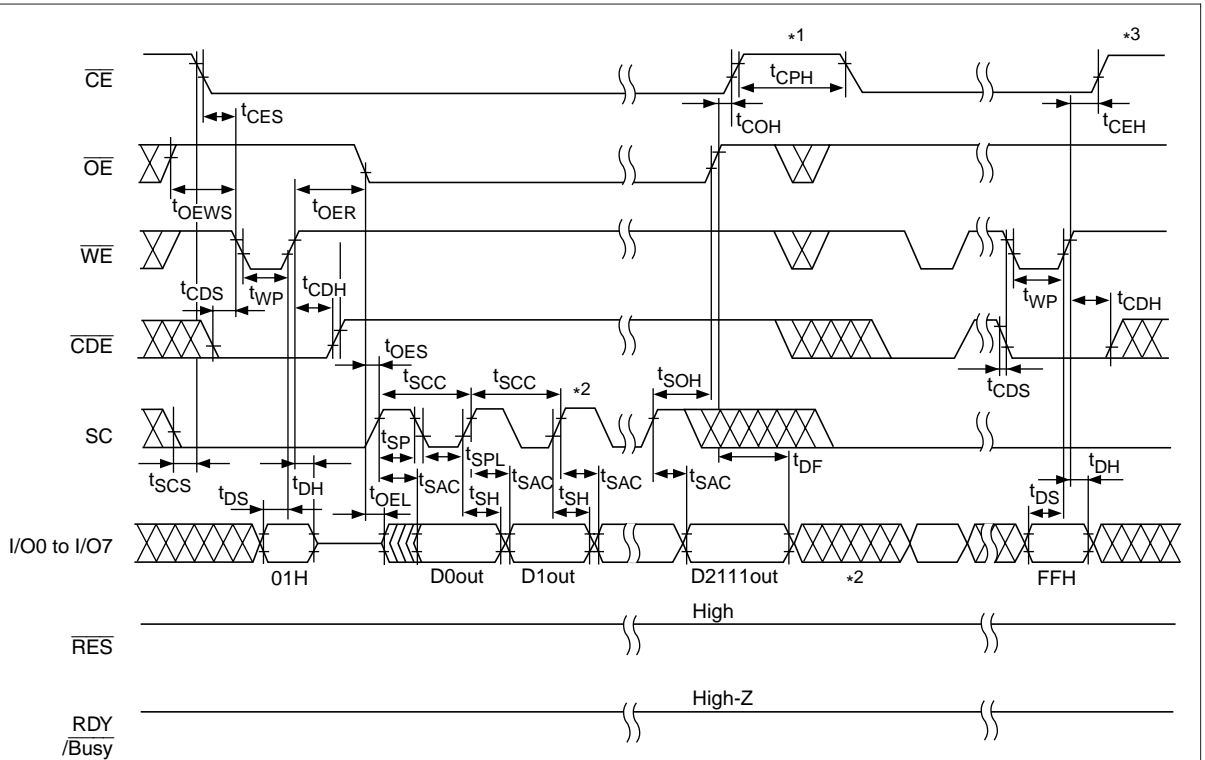 *1 *3
CE tCPH
tCES tCOH tCEH
OE
tOEWS tOER
WE
tCDS tWP tCDH tWP tCDH
CDE
tOES
tSCC tSCC *2 tSOH tCDS
SC
tSP tSPL tDF
tSCS tDS tDH tOEL tSAC tSH tSAC tSH tSAC tSAC tDS tDH
I/O0 to I/O7
01H D0out D1out D2111out *2 FFH
High
RES
High-Z
RDY
/Busy